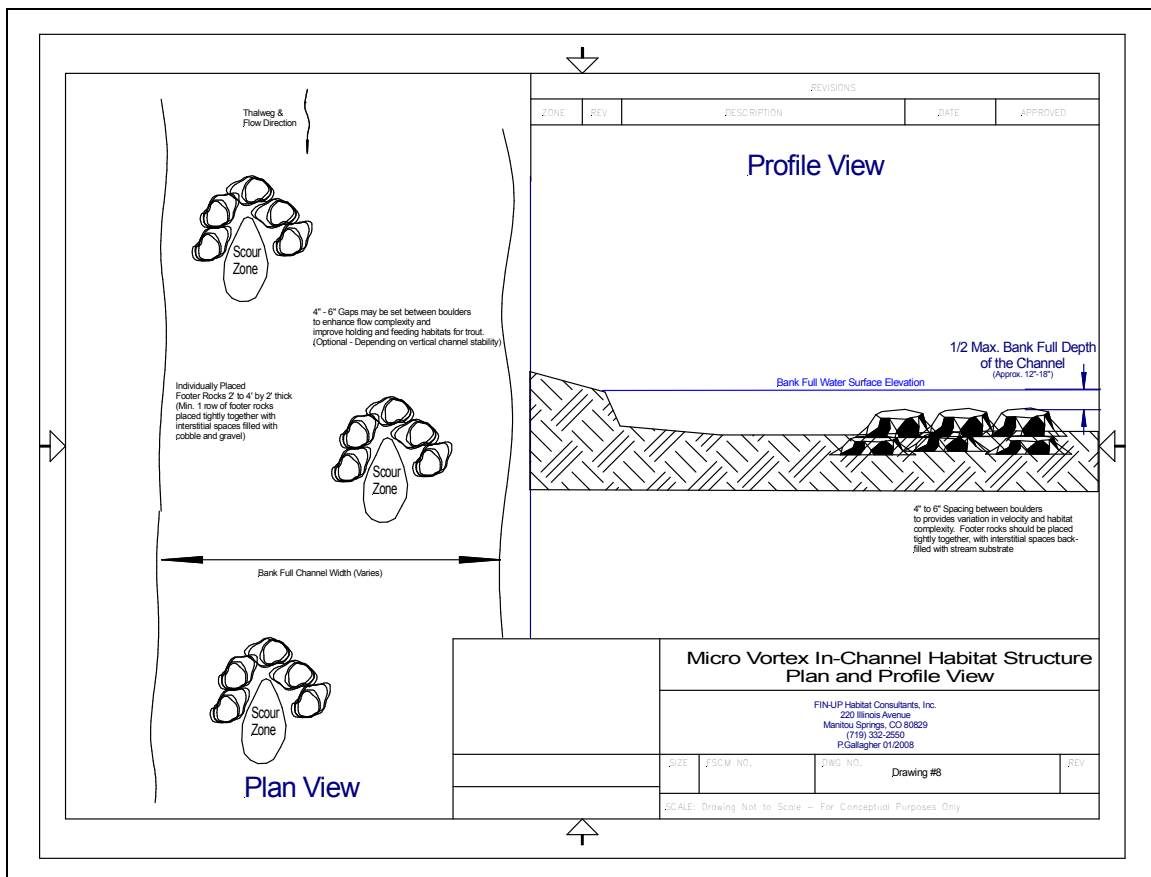 Thalweg &
Flow Direction
Scour
Zone
4" - 6" Gaps may be set between boulders
to enhance flow complexity and
improve holding and feeding habitats for trout.
(Optional - Depending on vertical channel stability)
Individually Placed
Footer Rocks 2' to 4' by 2' thick
(Min. 1 row of footer rocks
placed tightly together with
interstitial spaces filled with
cobble and gravel)
Scour
Zone
Bank Full Channel Width (Varies)
Scour
Zone
Plan View
REVISIONS
ZONE REV DESCRIPTION DATE APPROVED
Profile View
1/2 Max. Bank Full Depth
of the Channel
(Approx. 12"-18")
Bank Full Water Surface Elevation
4" to 6" Spacing between boulders
to provides variation in velocity and habitat
complexity. Footer rocks should be placed
tightly together, with interstitial spaces back-
filled with stream substrate
Micro Vortex In-Channel Habitat Structure
Plan and Profile View
FIN-UP Habitat Consultants, Inc.
220 Illinois Avenue
Manitou Springs, CO 80829
(719) 332-2550
P.Gallagher 01/2008
SIZE FSCM NO. DWG NO. REV
Drawing #8
SCALE: Drawing Not to Scale – For Conceptual Purposes Only